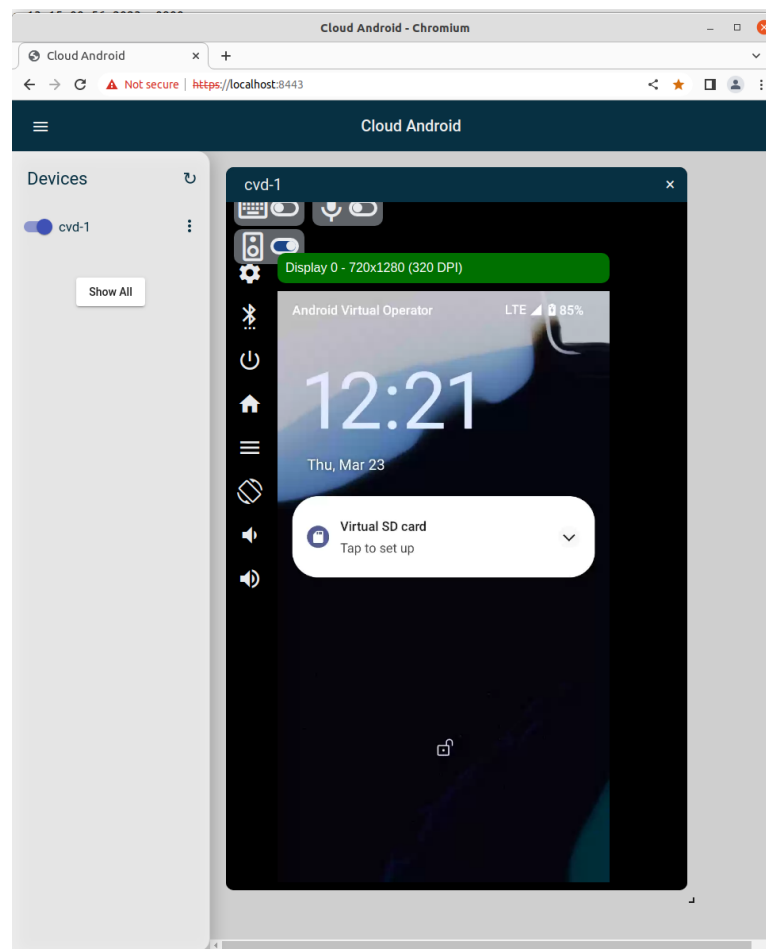 Cloud Android - Chromium
Cloud Android
Not secure | https://localhost:8443
Cloud Android
Devices
cvd-1
Show All
cvd-1
Display 0 - 720x1280 (320 DPI)
Android Virtual Operator LTE 85%
12:21
Thu, Mar 23
Virtual SD card
Tap to set up